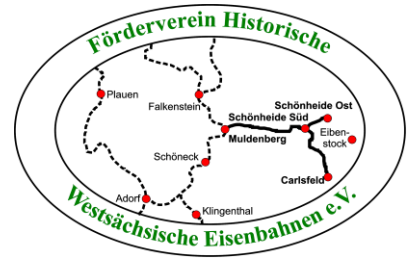 Förderverein Historische
Plauen
Falkenstein
Schönheide Ost
Schönheide Süd
Muldenberg
Eiben-
stock
Schöneck
Carlsfeld
Adorf
Klingenthal
Westsächsische Eisenbahnen e.V.